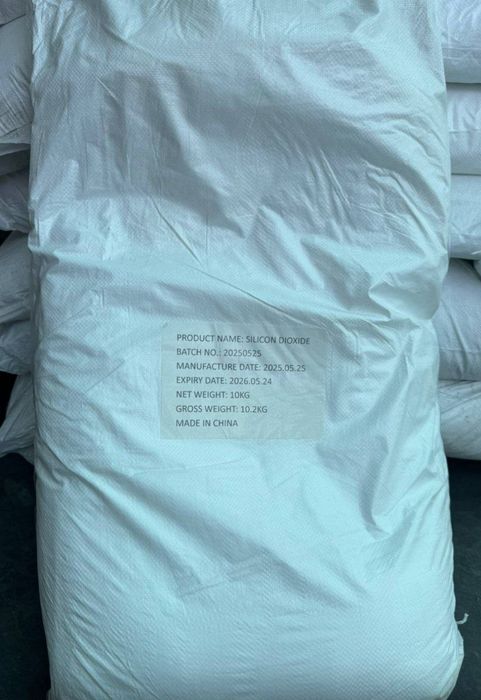 PRODUCT NAME: SILICON DIOXIDE
BATCH NO.: 20250525
MANUFACTURE DATE: 2025.05.25
EXPIRY DATE: 2026.05.24
NET WEIGHT: 10KG
GROSS WEIGHT: 10.2KG
MADE IN CHINA